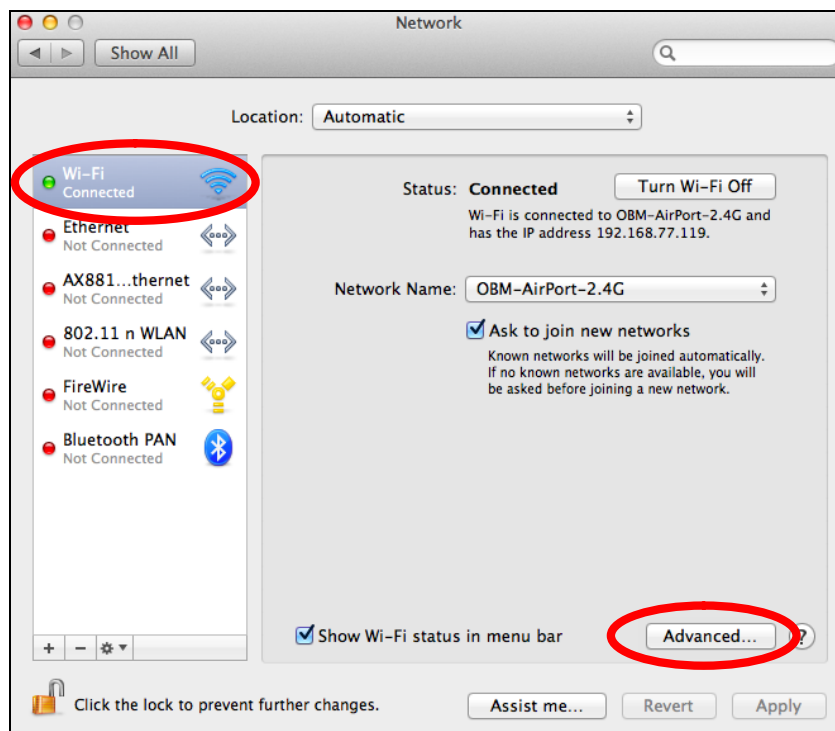 Network
Show All
Location: Automatic
Wi-Fi
Connected
Ethernet
Not Connected
AX881...thernet
Not Connected
802.11 n WLAN
Not Connected
FireWire
Not Connected
Bluetooth PAN
Not Connected
Status: Connected
Turn Wi-Fi Off
Wi-Fi is connected to OBM-AirPort-2.4G and
has the IP address 192.168.77.119.
Network Name: OBM-AirPort-2.4G
Ask to join new networks
Known networks will be joined automatically.
If no known networks are available, you will
be asked before joining a new network.
Show Wi-Fi status in menu bar
Advanced...
?
Click the lock to prevent further changes.
Assist me...
Revert
Apply